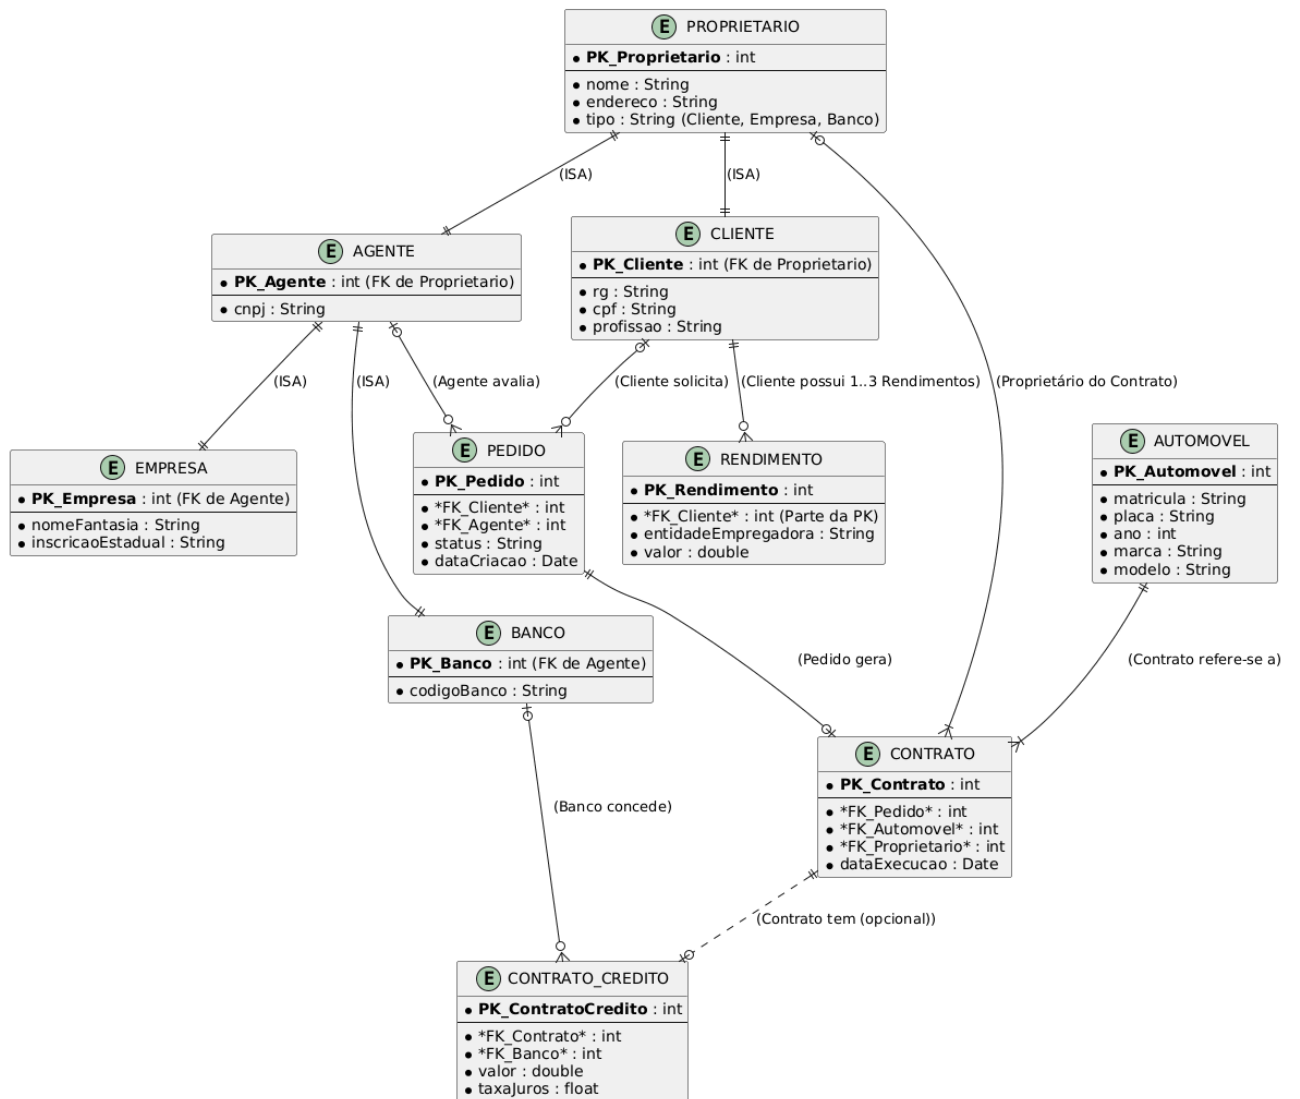 E PROPRIETARIO
PK_Proprietario : int
nome : String
endereco : String
tipo : String (Cliente, Empresa, Banco)
(ISA)
(ISA)
E AGENTE
PK_Agente : int (FK de Proprietario)
cnpj : String
E CLIENTE
PK_Cliente : int (FK de Proprietario)
rg : String
cpf : String
profissao : String
(ISA)
(ISA)
(Agente avalia)
(Cliente solicita)
(Cliente possui 1..3 Rendimentos)
(Proprietário do Contrato)
E EMPRESA
PK_Empresa : int (FK de Agente)
nomeFantasia : String
inscricaoEstadual : String
E PEDIDO
PK_Pedido : int
*FK_Cliente* : int
*FK_Agente* : int
status : String
dataCriacao : Date
E RENDIMENTO
PK_Rendimento : int
*FK_Cliente* : int (Parte da PK)
entidadeEmpregadora : String
valor : double
E AUTOMOVEL
PK_Automovel : int
matricula : String
placa : String
ano : int
marca : String
modelo : String
E BANCO
PK_Banco : int (FK de Agente)
codigoBanco : String
(Pedido gera)
(Contrato refere-se a)
E CONTRATO
PK_Contrato : int
*FK_Pedido* : int
*FK_Automovel* : int
*FK_Proprietario* : int
dataExecucao : Date
(Banco concede)
(Contrato tem (opcional))
E CONTRATO_CREDITO
PK_ContratoCredito : int
*FK_Contrato* : int
*FK_Banco* : int
valor : double
taxaJuros : float